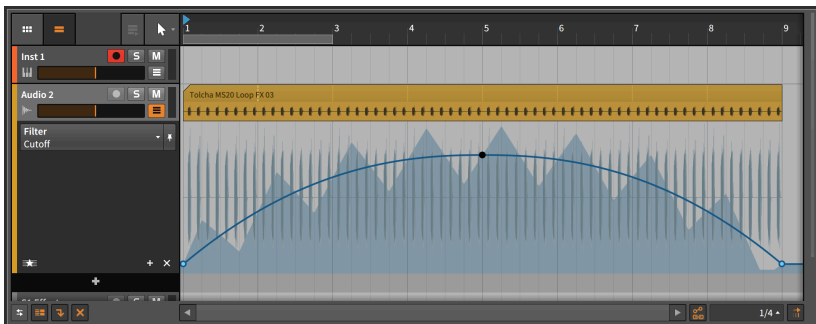 1 2 3 4 5 6 7 8 9
Inst 1 S M
Audio 2 S M
Tolcha MS20 Loop FX 03
Filter
Cutoff
1/4